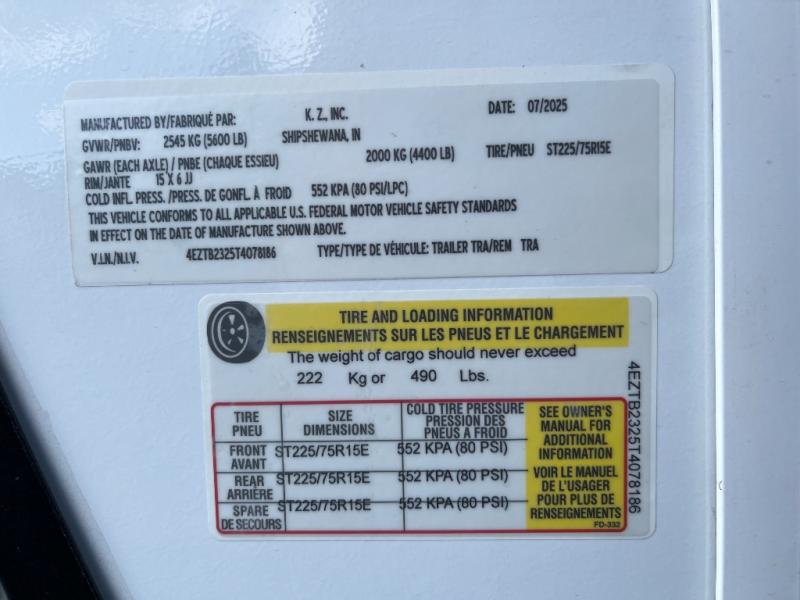 MANUFACTURED BY/FABRIQUÉ PAR: K. Z., INC. DATE: 07/2025
GVWR/PNBV: 2545 KG (5600 LB) SHIPSHEWANA, IN
GAWR (EACH AXLE) / PNBE (CHAQUE ESSIEU) 2000 KG (4400 LB) TIRE/PNEU ST225/75R15E
RIM/JANTE 15 X 6 JJ
COLD INFL. PRESS. /PRESS. DE GONFL. À FROID 552 KPA (80 PSI/LPC)
THIS VEHICLE CONFORMS TO ALL APPLICABLE U.S. FEDERAL MOTOR VEHICLE SAFETY STANDARDS
IN EFFECT ON THE DATE OF MANUFACTURE SHOWN ABOVE.
V.I.N./N.I.V. 4EZTB2325T4078186 TYPE/TYPE DE VÉHICULE: TRAILER TRA/REM TRA
TIRE AND LOADING INFORMATION
RENSEIGNEMENTS SUR LES PNEUS ET LE CHARGEMENT
The weight of cargo should never exceed
222 Kg or 490 Lbs.
TIRE
PNEU
SIZE
DIMENSIONS
COLD TIRE PRESSURE
PRESSION DES
PNEUS A FROID
FRONT
AVANT
ST225/75R15E 552 KPA (80 PSI)
REAR
ARRIÈRE
ST225/75R15E 552 KPA (80 PSI)
SPARE
DE SECOURS
ST225/75R15E 552 KPA (80 PSI)
SEE OWNER'S
MANUAL FOR
ADDITIONAL
INFORMATION
VOIR LE MANUEL
DE L'USAGER
POUR PLUS DE
RENSEIGNEMENTS
FD-332
4EZTB2325T4078186